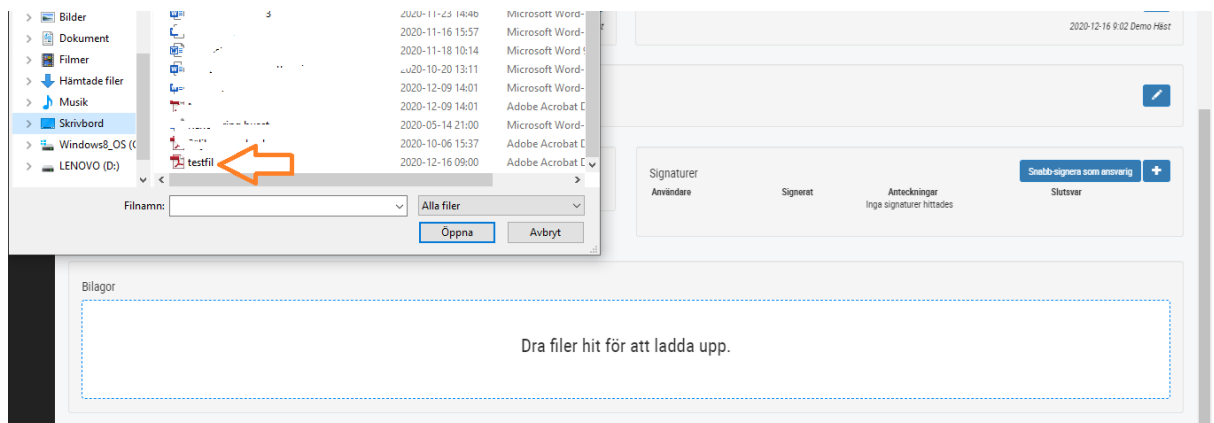 Bilder
Dokument
Filmer
Hämtade filer
Musik
Skrivbord
Windows8_OS (
LENOVO (D:)
3 2020-11-23 14:46 Microsoft Word-
2020-11-16 15:57 Microsoft Word-
2020-11-18 10:14 Microsoft Word 9
2020-10-20 13:11 Microsoft Word-
2020-12-09 14:01 Microsoft Word-
2020-12-09 14:01 Adobe Acrobat D
2020-05-14 21:00 Microsoft Word-
2020-10-06 15:37 Adobe Acrobat D
testfil 2020-12-16 09:00 Adobe Acrobat D
Filnamn: Alla filer
Öppna Avbryt
2020-12-16 9:02 Demo Häst
Signaturer Snabb-signera som ansvarig +
Användare Signerat Anteckningar Slutsvar
Inga signaturer hittades
Bilagor
Dra filer hit för att ladda upp.